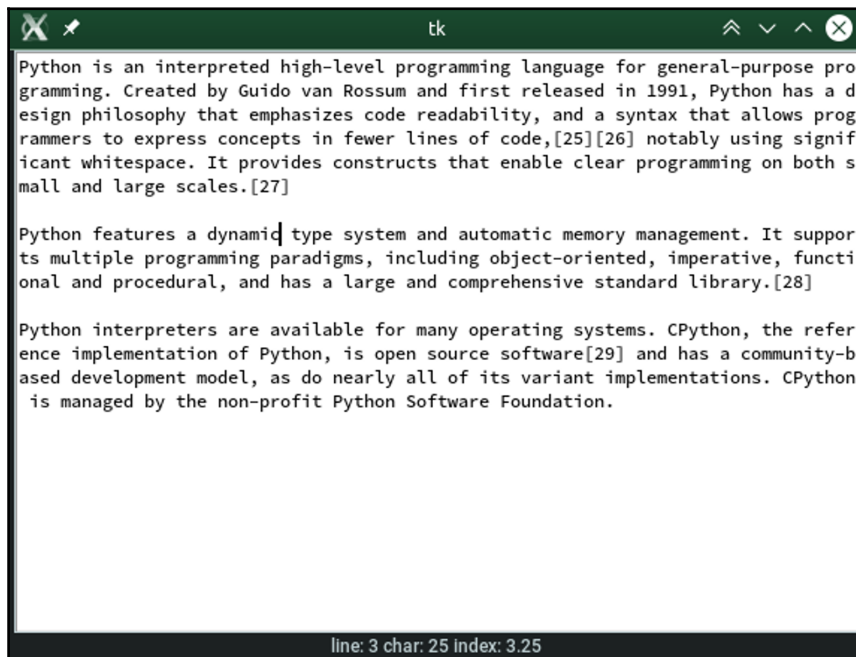 tk
Python is an interpreted high-level programming language for general-purpose pro
gramming. Created by Guido van Rossum and first released in 1991, Python has a d
esign philosophy that emphasizes code readability, and a syntax that allows prog
rammers to express concepts in fewer lines of code,[25][26] notably using signif
icant whitespace. It provides constructs that enable clear programming on both s
mall and large scales.[27]
Python features a dynamic type system and automatic memory management. It suppor
ts multiple programming paradigms, including object-oriented, imperative, functi
onal and procedural, and has a large and comprehensive standard library.[28]
Python interpreters are available for many operating systems. CPython, the refer
ence implementation of Python, is open source software[29] and has a community-b
ased development model, as do nearly all of its variant implementations. CPython
is managed by the non-profit Python Software Foundation.
line: 3 char: 25 index: 3.25